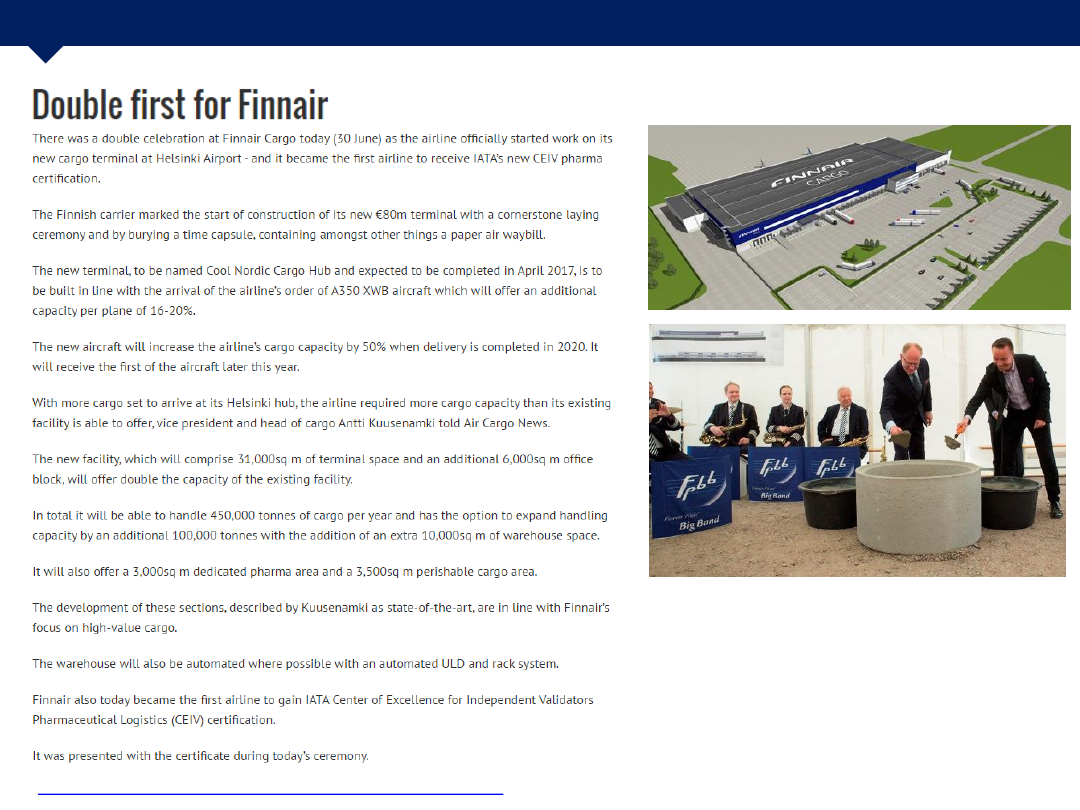 Double first for Finnair
There was a double celebration at Finnair Cargo today (30 June) as the airline officially started work on its
new cargo terminal at Helsinki Airport - and it became the first airline to receive IATA's new CEIV pharma
certification.
The Finnish carrier marked the start of construction of its new €80m terminal with a cornerstone laying
ceremony and by burying a time capsule, containing amongst other things a paper air waybill.
The new terminal, to be named Cool Nordic Cargo Hub and expected to be completed in April 2017, is to
be built in line with the arrival of the airline's order of A350 XWB aircraft which will offer an additional
capacity per plane of 16-20%.
The new aircraft will increase the airline's cargo capacity by 50% when delivery is completed in 2020. It
will receive the first of the aircraft later this year.
With more cargo set to arrive at its Helsinki hub, the airline required more cargo capacity than its existing
facility is able to offer, vice president and head of cargo Antti Kuusenamki told Air Cargo News.
The new facility, which will comprise 31,000sq m of terminal space and an additional 6,000sq m office
block, will offer double the capacity of the existing facility.
In total it will be able to handle 450,000 tonnes of cargo per year and has the option to expand handling
capacity by an additional 100,000 tonnes with the addition of an extra 10,000sq m of warehouse space.
It will also offer a 3,000sq m dedicated pharma area and a 3,500sq m perishable cargo area.
The development of these sections, described by Kuusenamki as state-of-the-art, are in line with Finnair's
focus on high-value cargo.
The warehouse will also be automated where possible with an automated ULD and rack system.
Finnair also today became the first airline to gain IATA Center of Excellence for Independent Validators
Pharmaceutical Logistics (CEIV) certification.
It was presented with the certificate during today's ceremony.
FINNAIR
CARGO
FPbb
Finnair Pilots'
Big Band
FPbb
Big Band
FPbb